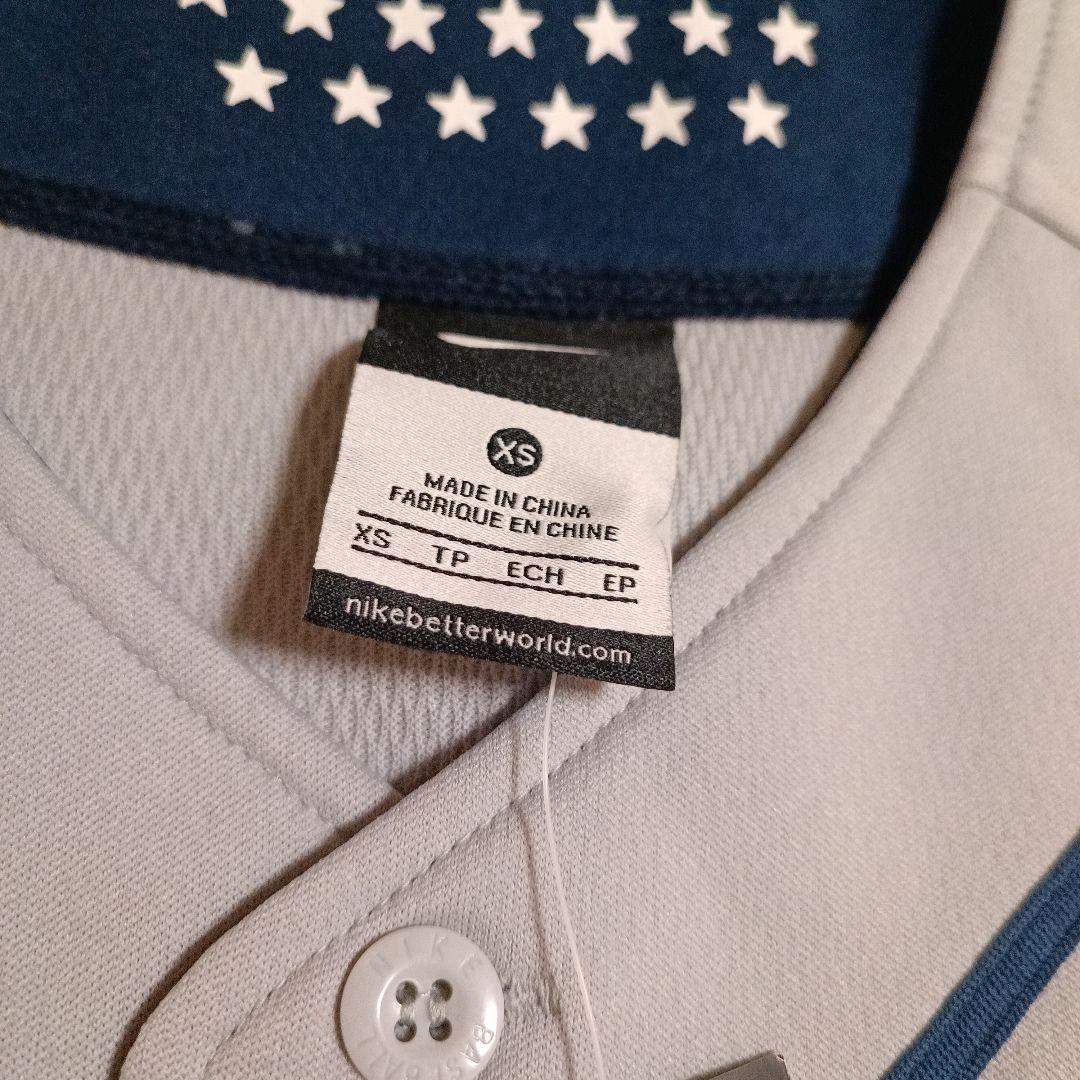 XS
MADE IN CHINA
FABRIQUE EN CHINE
XS TP ECH EP
nikebetterworld.com
NIKE BASEBALL